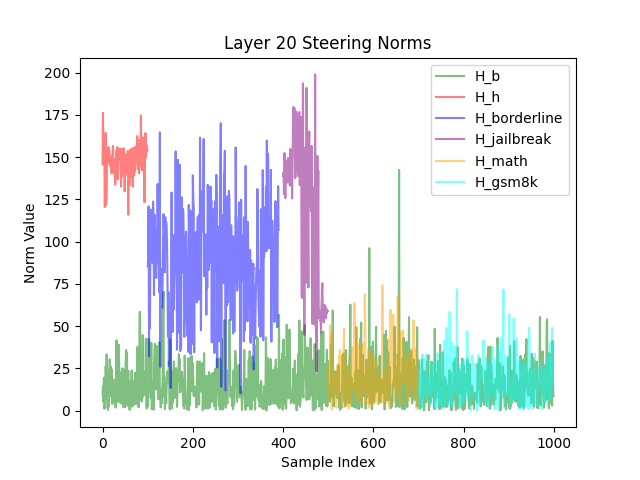 Layer 20 Steering Norms
Norm Value
200
175
150
125
100
75
50
25
0
H_b
H_h
H_borderline
H_jailbreak
H_math
H_gsm8k
0
200
400
600
800
1000
Sample Index